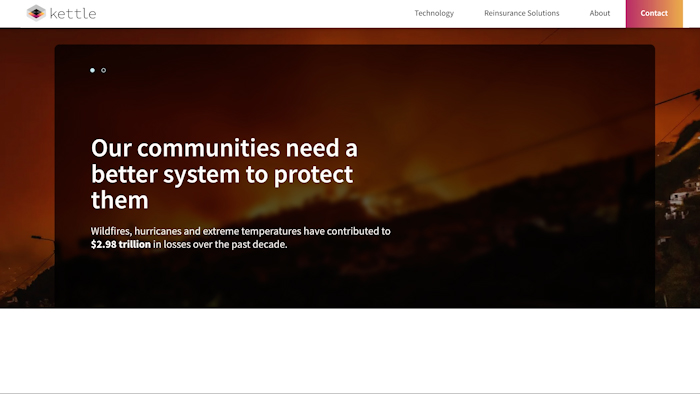 kettle
Technology
Reinsurance Solutions
About
Contact
Our communities need a
better system to protect
them
Wildfires, hurricanes and extreme temperatures have contributed to
$2.98 trillion in losses over the past decade.